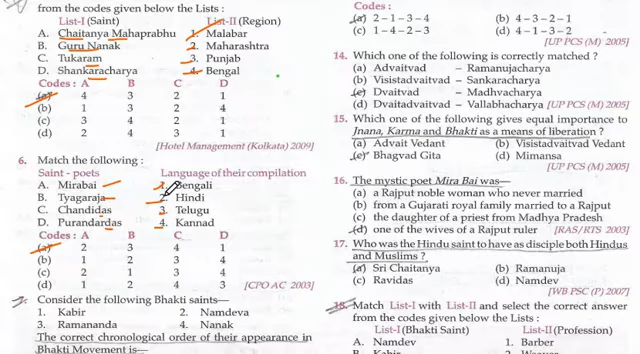 from the codes given below the Lists :
List-I (Saint) List-II (Region)
A. Chaitanya Mahaprabhu 1. Malabar
B. Guru Nanak 2. Maharashtra
C. Tukaram 3. Punjab
D. Shankaracharya 4. Bengal
Codes : A B C D
(a) 4 3 2 1
(b) 1 3 2 4
(c) 3 4 2 1
(d) 2 4 3 1
[Hotel Management (Kolkata) 2009]
6. Match the following :
Saint - poets Language of their compilation
A. Mirabai 1. Bengali
B. Tyagaraja 2. Hindi
C. Chandidas 3. Telugu
D. Purandardas 4. Kannad
Codes : A B C D
(a) 2 3 4 1
(b) 1 2 3 4
(c) 2 1 3 4
(d) 1 2 4 3 [CPO AC 2003]
Consider the following Bhakti saints—
1. Kabir 2. Namdeva
3. Ramananda 4. Nanak
The correct chronological order of their appearance in
Bhakti Movement is—
Codes :
(a) 2 – 1 – 3 – 4 (b) 4 – 3 – 2 – 1
(c) 1 – 4 – 2 – 3 (d) 4 – 1 – 3 – 2
[UP PCS (M) 2005]
14. Which one of the following is correctly matched ?
(a) Advaitvad – Ramanujacharya
(b) Visistadvaitvad – Sankaracharya
(c) Dvaitvad – Madhvacharya
(d) Dvaitadvaitvad – Vallabhacharya [UP PCS (M) 2005]
15. Which one of the following gives equal importance to
Jnana, Karma and Bhakti as a means of liberation ?
(a) Advait Vedant (b) Visistadvaitvad Vedant
(c) Bhagvad Gita (d) Mimansa
[UP PCS (M) 2005]
16. The mystic poet Mira Bai was—
(a) a Rajput noble woman who never married
(b) from a Gujarati royal family married to a Rajput
(c) the daughter of a priest from Madhya Pradesh
(d) one of the wives of a Rajput ruler [RAS/RTS 2003]
17. Who was the Hindu saint to have as disciple both Hindus
and Muslims ?
(a) Sri Chaitanya (b) Ramanuja
(c) Ravidas (d) Namdev
[WB PSC (P) 2007]
18. Match List-I with List-II and select the correct answer
from the codes given below the Lists :
List-I (Bhakti Saint) List-II (Profession)
A. Namdev 1. Barber